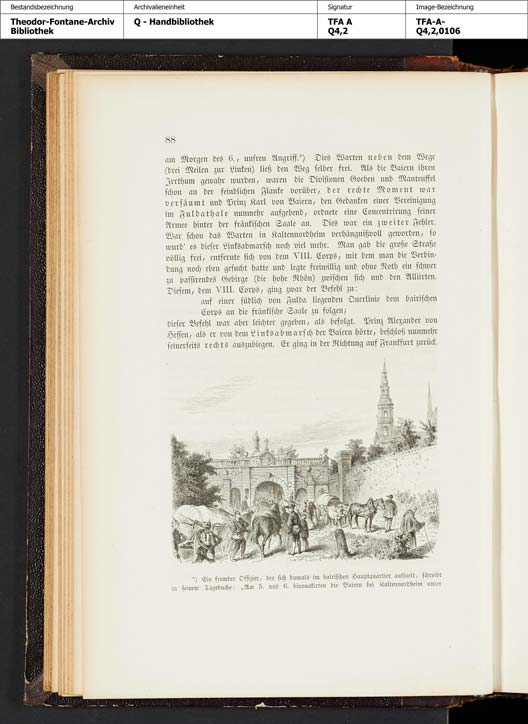 Bestandsbezeichnung
Archivalieneinheit
Signatur
Image-Bezeichnung
Theodor-Fontane-Archiv
Bibliothek
Q - Handbibliothek
TFA A
Q4,2
TFA-A-
Q4,2,0106
88
am Morgen des 6., unsren Angriff.*) Dies Warten neben dem Wege
(drei Meilen zur Linken) ließ den Weg selber frei. Als die Baiern ihren
Irrthum gewahr wurden, waren die Divisionen Goeben und Manteuffel
schon an der feindlichen Flanke vorüber, der rechte Moment war
versäumt und Prinz Karl von Baiern, den Gedanken einer Vereinigung
im Fuldathale nunmehr aufgebend, ordnete eine Concentrirung seiner
Armee hinter der fränkischen Saale an. Dies war ein zweiter Fehler.
War schon das Warten in Kaltennordheim verhängnißvoll geworden, so
wurd' es dieser Linksabmarsch noch viel mehr. Man gab die große Straße
völlig frei, entfernte sich von dem VIII. Corps, mit dem man die Verbin-
dung noch eben gesucht hatte und legte freiwillig und ohne Noth ein schwer
zu passirendes Gebirge (die hohe Rhön) zwischen sich und den Alliirten.
Diesem, dem VIII. Corps, ging zwar der Befehl zu:
auf einer südlich von Fulda liegenden Querlinie dem bairischen
Corps an die fränkische Saale zu folgen;
dieser Befehl war aber leichter gegeben, als befolgt. Prinz Alexander von
Hessen, als er von dem Linksabmarsch der Baiern hörte, beschloß nunmehr
seinerseits rechts auszubiegen. Er ging in der Richtung auf Frankfurt zurück.
*) Ein fremder Offizier, der sich damals im bairischen Hauptquartier aufhielt, schreibt
in seinem Tagebuche: „Am 5. und 6. bivouakirten die Baiern bei Kaltennordheim unter